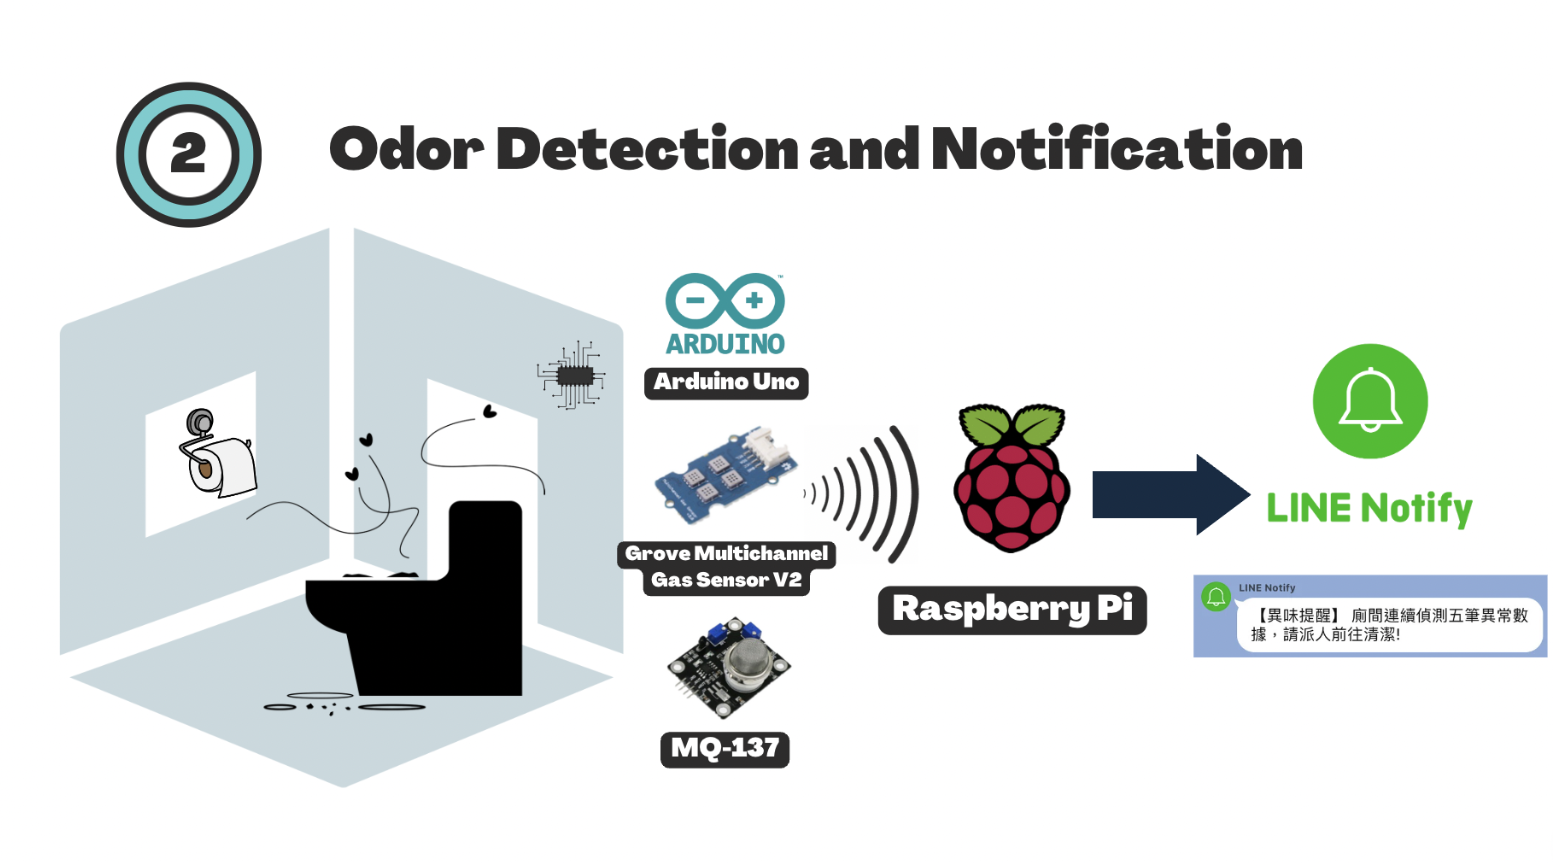 2
Odor Detection and Notification
ARDUINO
Arduino Uno
Grove Multichannel
Gas Sensor V2
MQ-137
Raspberry Pi
LINE Notify
LINE Notify
【異味提醒】 廁間連續偵測五筆異常數
據，請派人前往清潔!